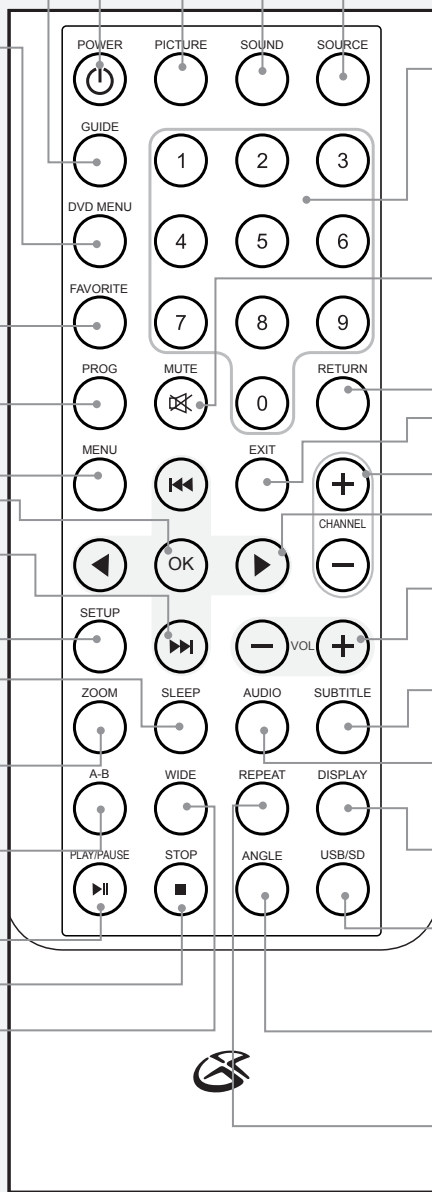 POWER PICTURE SOUND SOURCE
GUIDE
1 2 3
DVD MENU
4 5 6
FAVORITE
7 8 9
PROG MUTE RETURN
0
MENU EXIT
CHANNEL
OK
SETUP
VOL
ZOOM SLEEP AUDIO SUBTITLE
A-B WIDE REPEAT DISPLAY
PLAY/PAUSE STOP ANGLE USB/SD